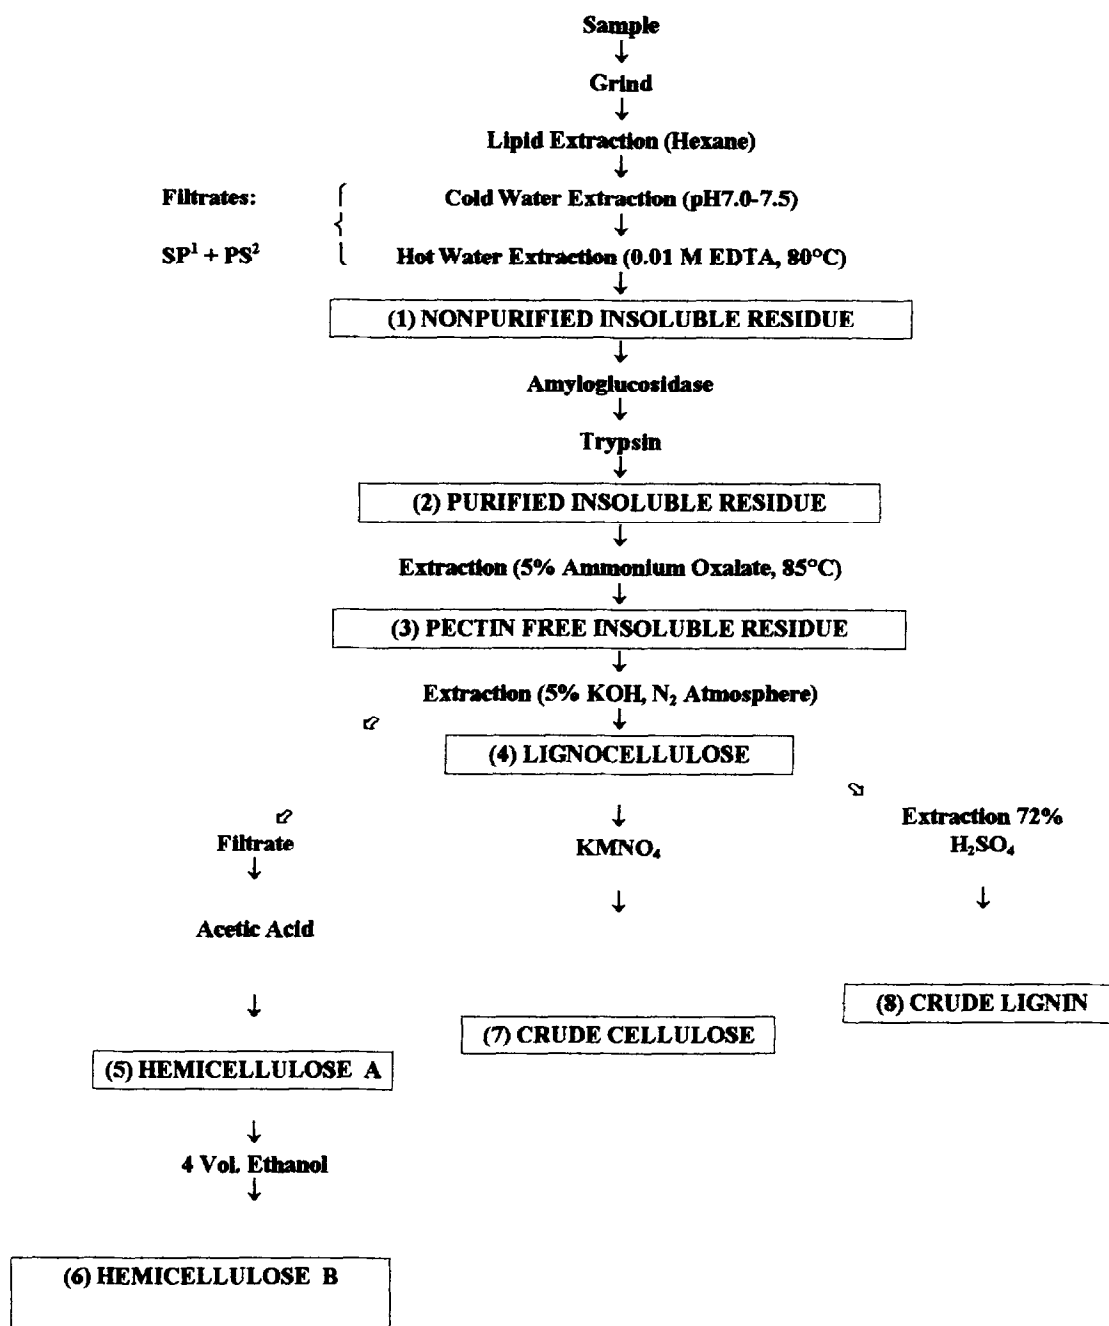 Sample
↓
Grind
↓
Lipid Extraction (Hexane)
↓
Filtrates:
Cold Water Extraction (pH7.0-7.5)
↓
SP¹ + PS²
Hot Water Extraction (0.01 M EDTA, 80°C)
↓
(1) NONPURIFIED INSOLUBLE RESIDUE
↓
Amyloglucosidase
↓
Trypsin
↓
(2) PURIFIED INSOLUBLE RESIDUE
↓
Extraction (5% Ammonium Oxalate, 85°C)
↓
(3) PECTIN FREE INSOLUBLE RESIDUE
↓
Extraction (5% KOH, N₂ Atmosphere)
↓
(4) LIGNOCELLULOSE
Filtrate
↓
Acetic Acid
↓
(5) HEMICELLULOSE A
↓
4 Vol. Ethanol
↓
(6) HEMICELLULOSE B
↓
KMNO₄
↓
(7) CRUDE CELLULOSE
Extraction 72%
H₂SO₄
↓
(8) CRUDE LIGNIN